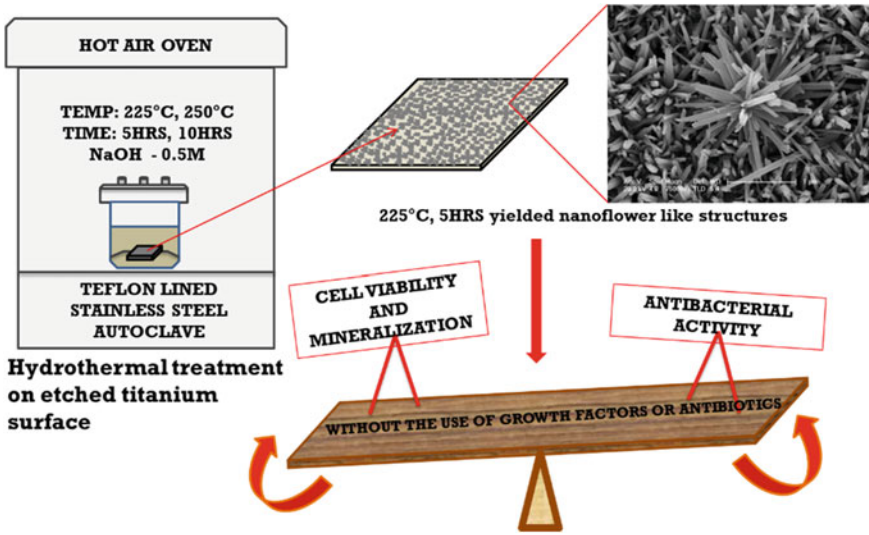 HOT AIR OVEN
TEMP: 225°C, 250°C
TIME: 5HRS, 10HRS
NaOH - 0.5M
TEFLON LINED
STAINLESS STEEL
AUTOCLAVE
Hydrothermal treatment
on etched titanium
surface
225°C, 5HRS yielded nanoflower like structures
CELL VIABILITY
AND
MINERALIZATION
ANTIBACTERIAL
ACTIVITY
WITHOUT THE USE OF GROWTH FACTORS OR ANTIBIOTICS